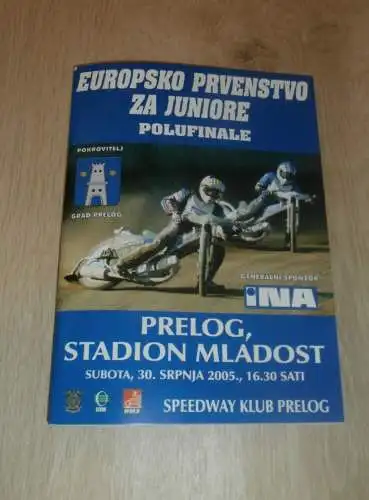 EUROPSKO PRVENSTVO
ZA JUNIORE
POLUFINALE
POKROVITELJ
GRAD PRELOG
GENERALNI SPONZOR
INA
PRELOG,
STADION MLADOST
SUBOTA, 30. SRPNJA 2005., 16.30 SATI
SPEEDWAY KLUB PRELOG